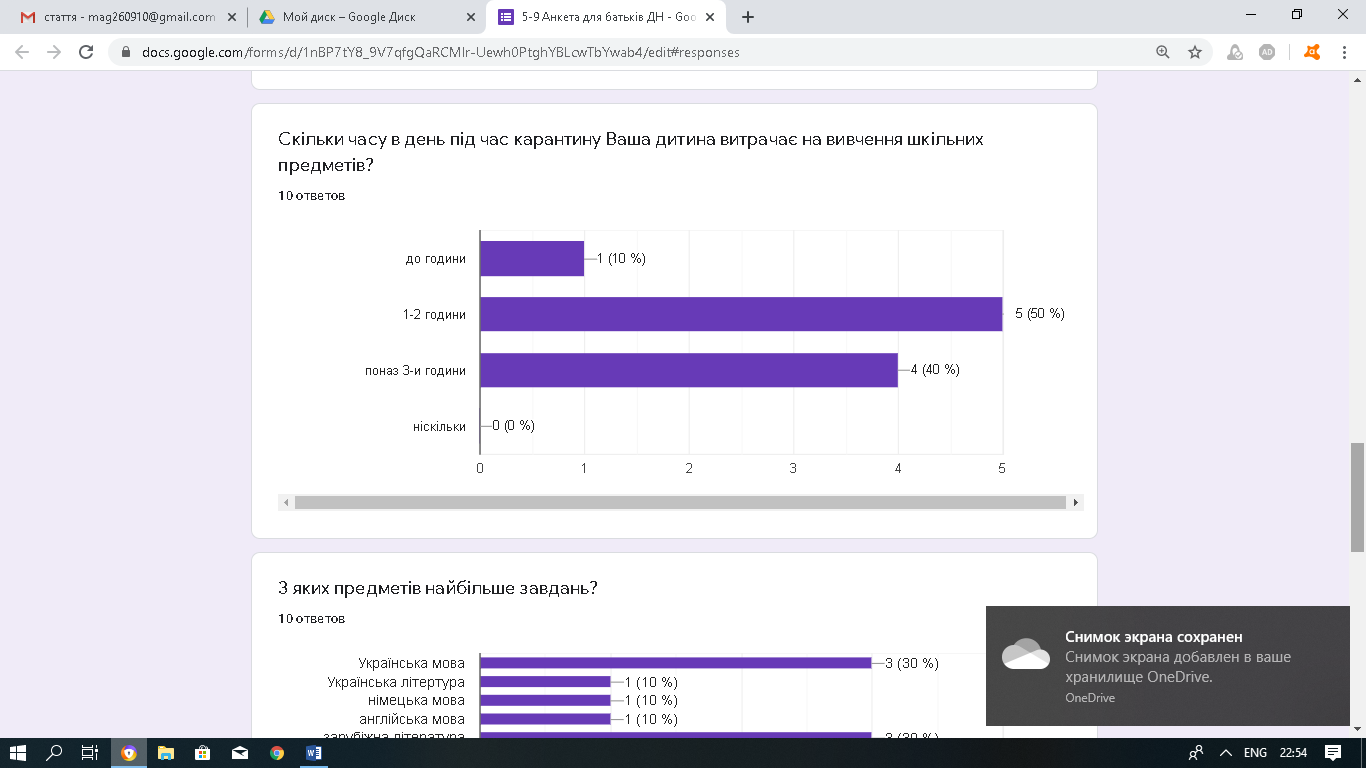 стаття - mag260910@gmail.com
Мой диск – Google Диск
5-9 Анкета для батьків ДН - Goo
docs.google.com/forms/d/1nBP7tY8_9V7qfgQaRCMIr-Uewh0PtghYBLcwTbYwab4/edit#responses
Скільки часу в день під час карантину Ваша дитина витрачає на вивчення шкільних
предметів?
10 ответов
до години
1 (10 %)
1-2 години
5 (50 %)
поназ 3-и години
4 (40 %)
ніскільки
0 (0 %)
0 1 2 3 4 5
З яких предметів найбільше завдань?
10 ответов
Українська мова
3 (30 %)
Українська літертура
1 (10 %)
німецька мова
1 (10 %)
англійська мова
1 (10 %)
зарубіжна література
3 (30 %)
Снимок экрана сохранен
Снимок экрана добавлен в ваше
хранилище OneDrive.
OneDrive
ENG 22:54